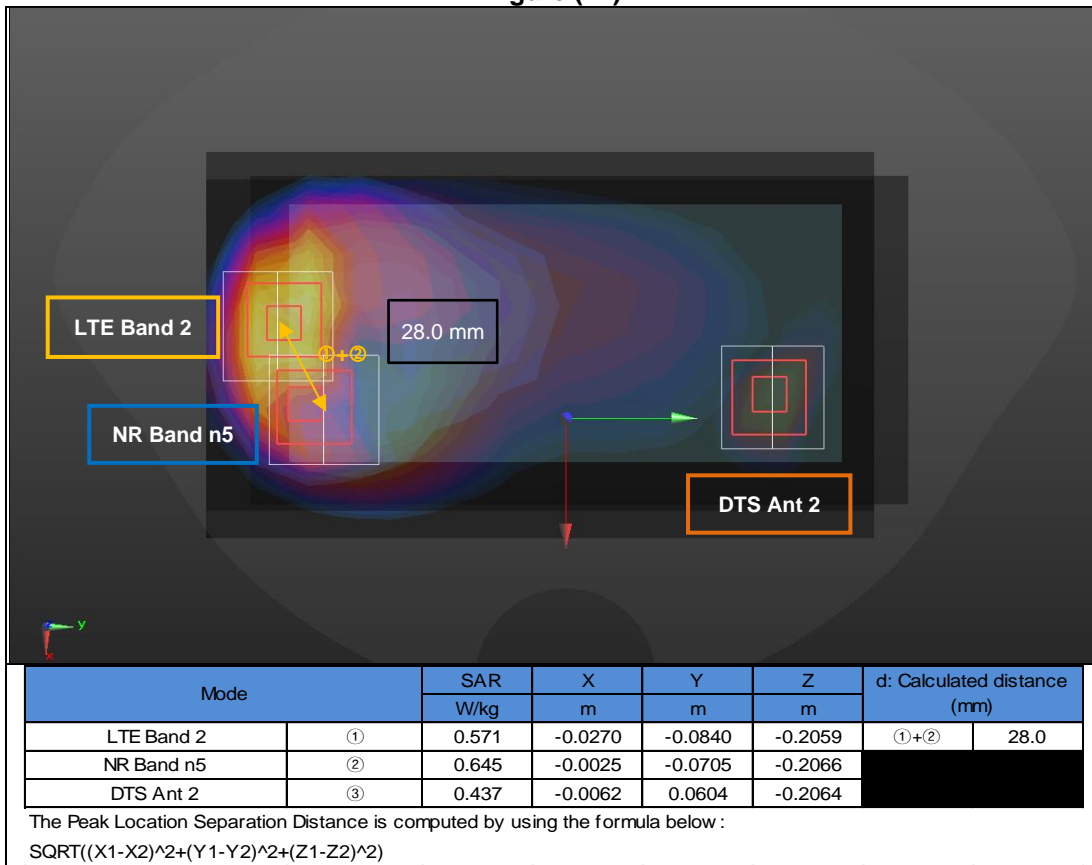 LTE Band 2
28.0 mm
①+②
NR Band n5
DTS Ant 2
y
x
Mode SAR X Y Z d: Calculated distance (mm)
W/kg m m m
LTE Band 2 ① 0.571 -0.0270 -0.0840 -0.2059 ①+② 28.0
NR Band n5 ② 0.645 -0.0025 -0.0705 -0.2066
DTS Ant 2 ③ 0.437 -0.0062 0.0604 -0.2064
The Peak Location Separation Distance is computed by using the formula below :
SQRT((X1-X2)^2+(Y1-Y2)^2+(Z1-Z2)^2)